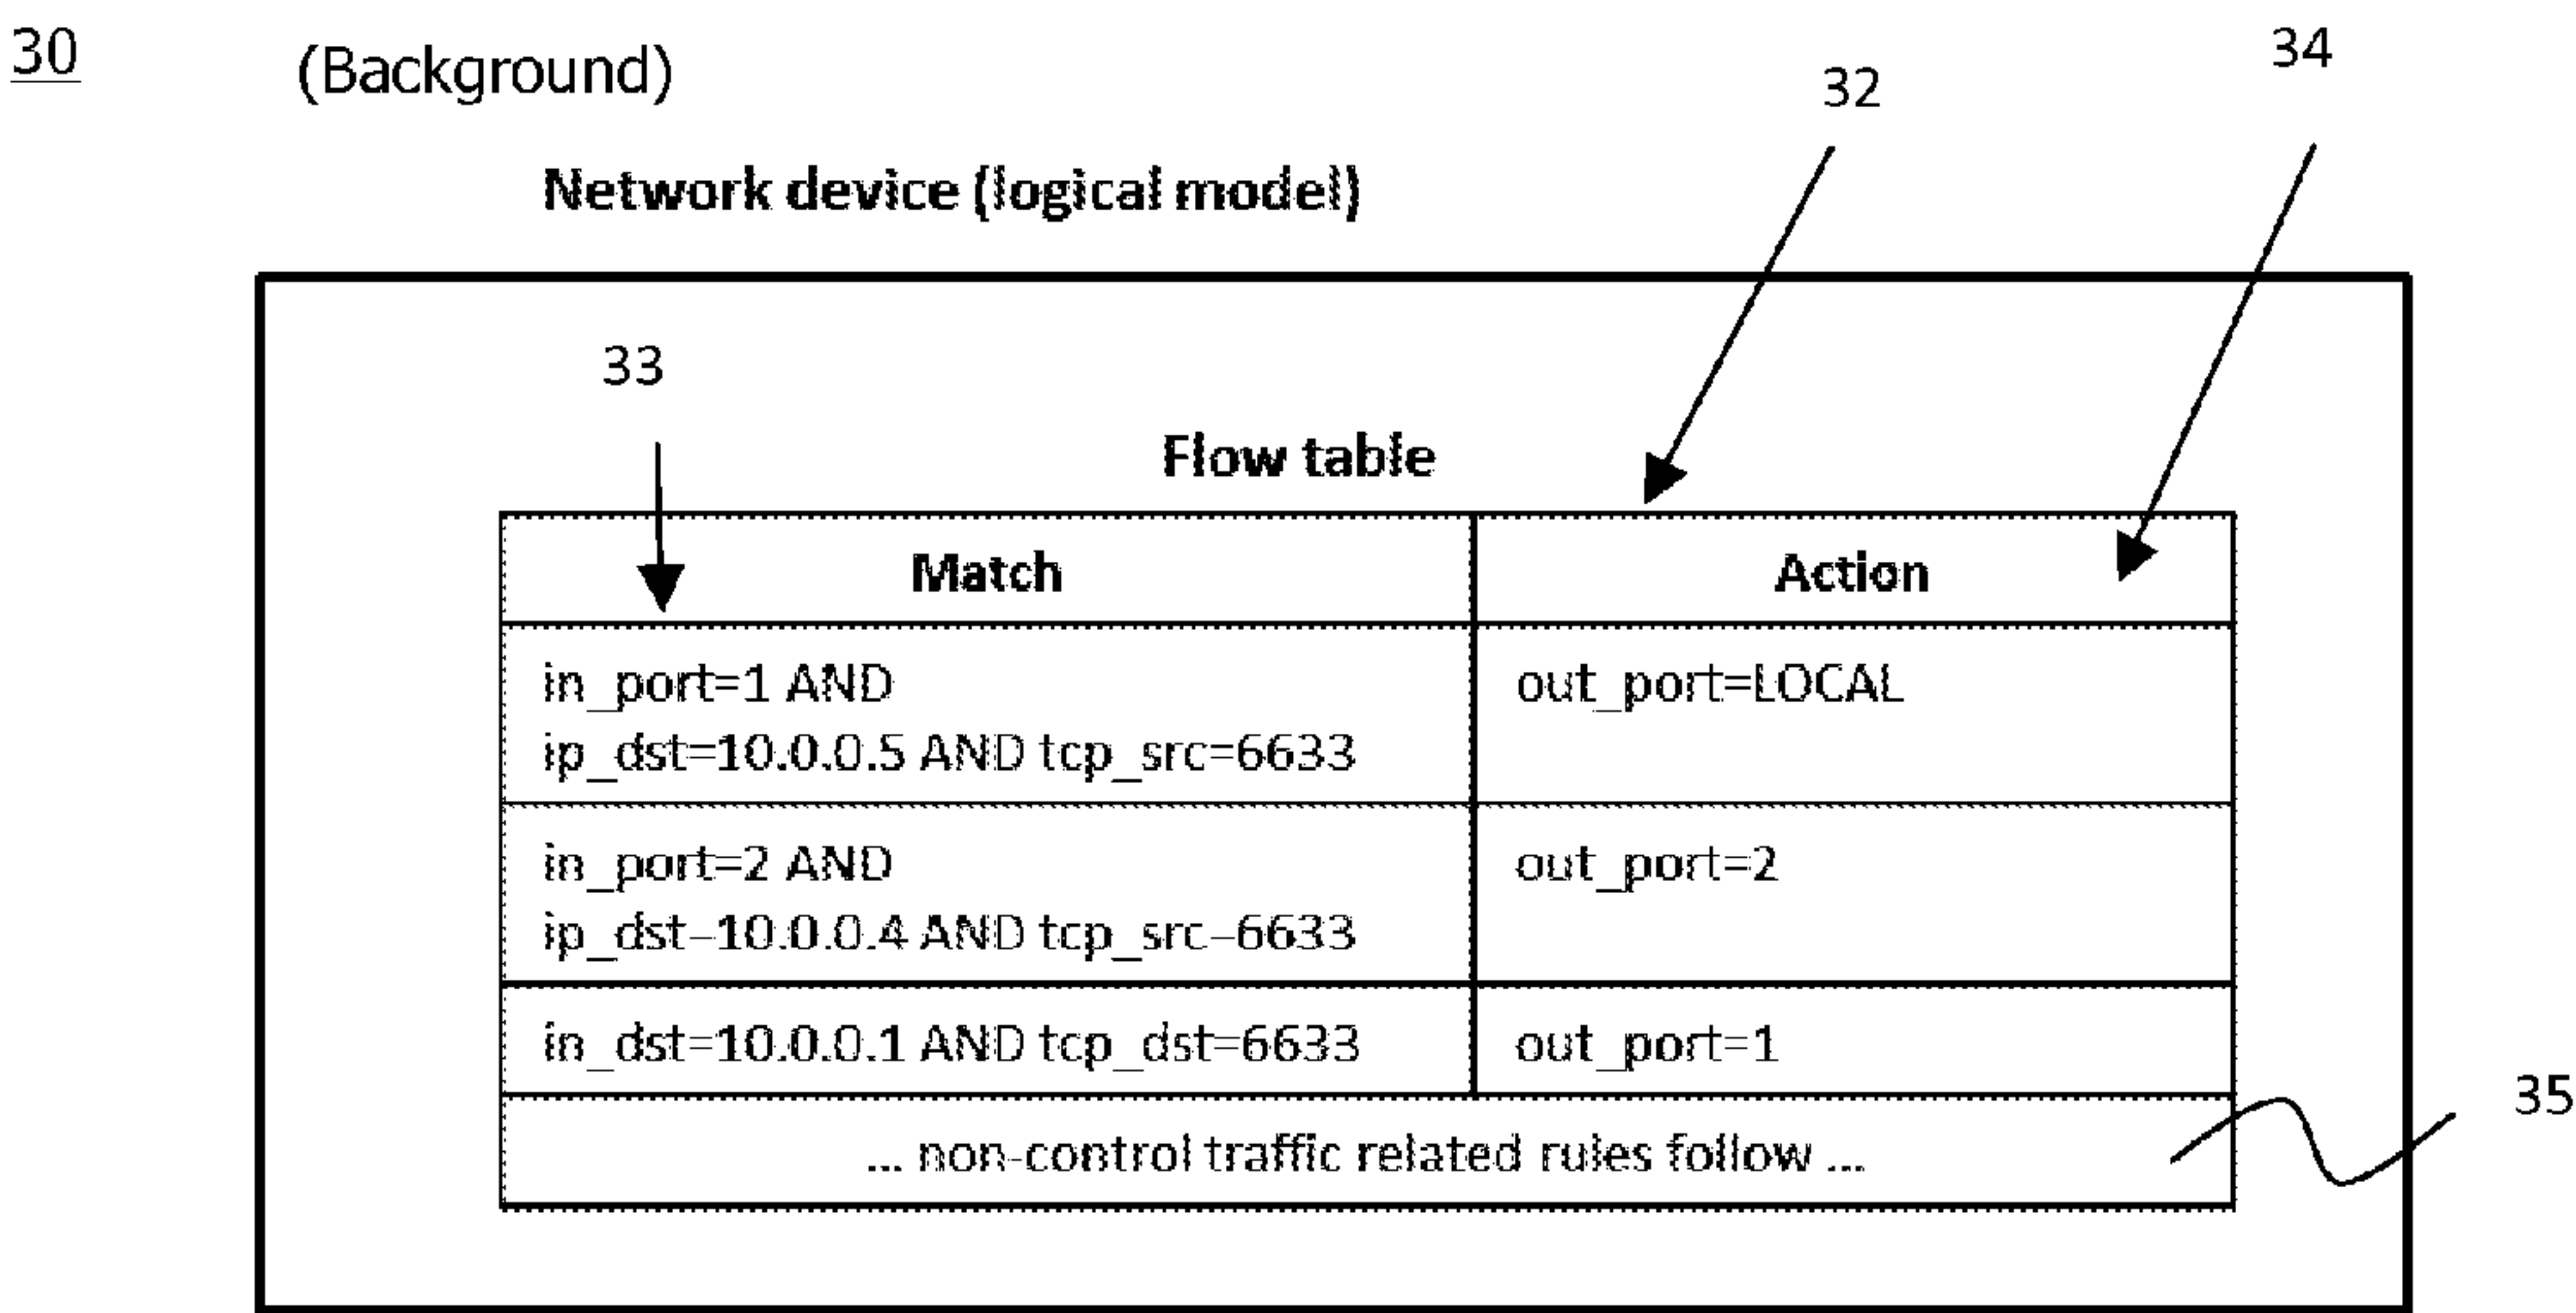 30
(Background)
32
34
Network device (logical model)
33
Flow table
Match
Action
in_port=1 AND
ip_dst=10.0.0.5 AND tcp_src=6633
out_port=LOCAL
in_port=2 AND
ip_dst=10.0.0.4 AND tcp_src=6633
out_port=2
in_dst=10.0.0.1 AND tcp_dst=6633
out_port=1
35
... non-control traffic related rules follow ...